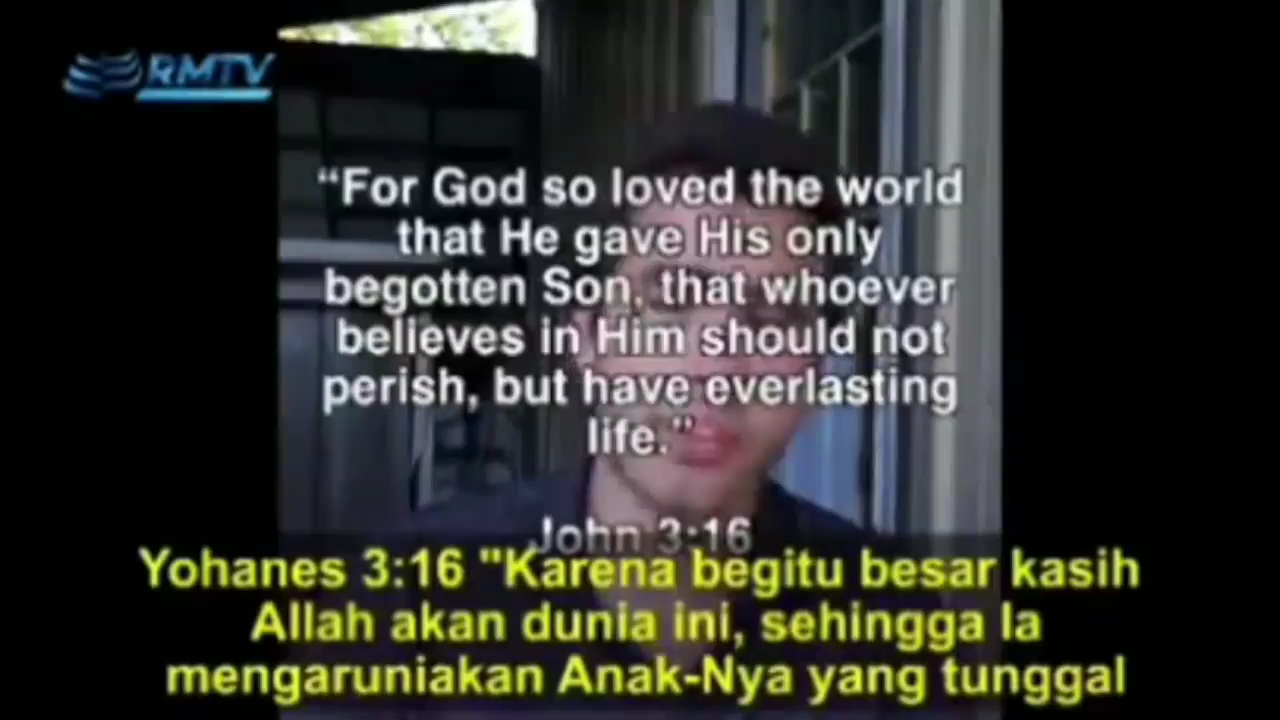 RMTV
“For God so loved the world
that He gave His only
begotten Son, that whoever
believes in Him should not
perish, but have everlasting
life.”
John 3:16
Yohanes 3:16 "Karena begitu besar kasih
Allah akan dunia ini, sehingga Ia
mengaruniakan Anak-Nya yang tunggal